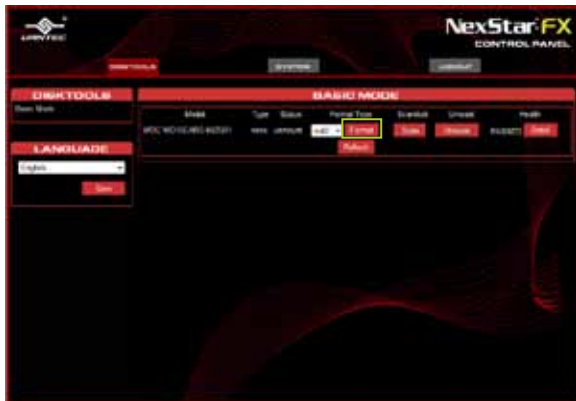 VANTEC
NexStar FX
CONTROL PANEL
DISKTOOLS
SYSTEM
LOGOUT
DISKTOOLS
Basic Mode
LANGUAGE
English
Save
BASIC MODE
Model Type Status Format Type Scandisk Unmount Health
Format Scan Detail
Refresh